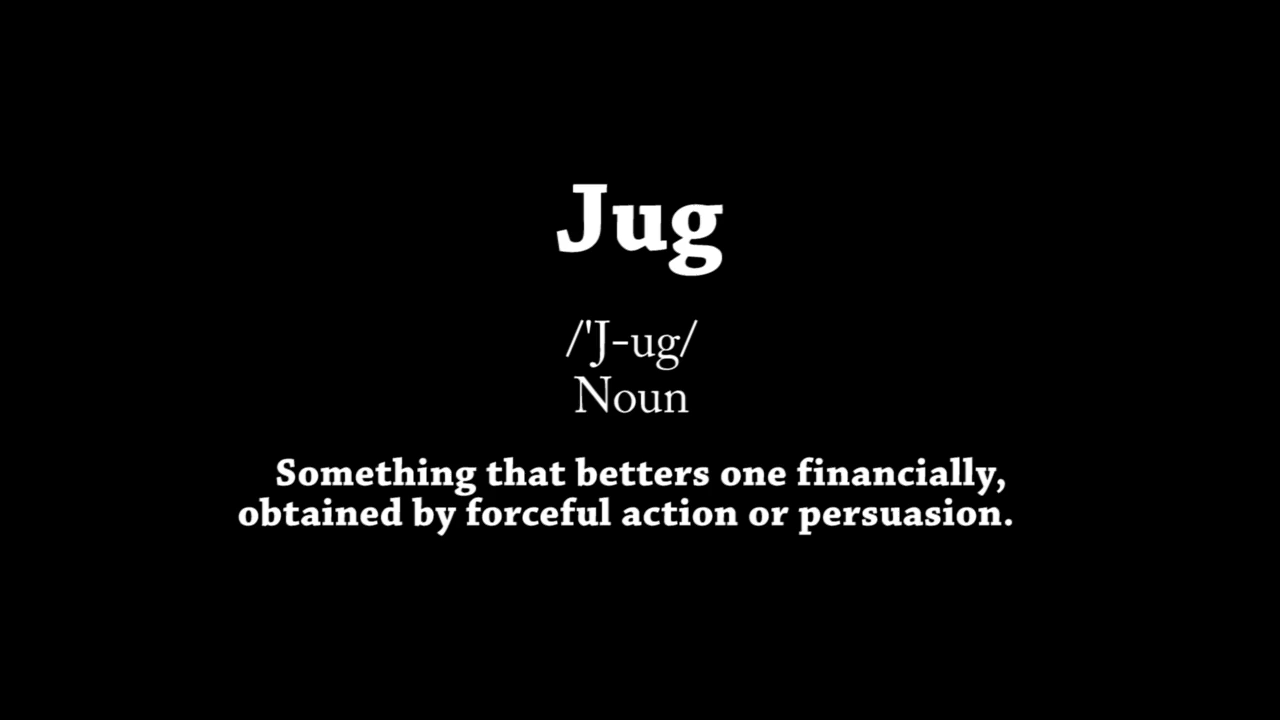 Jug
/'J-ug/
Noun
Something that betters one financially,
obtained by forceful action or persuasion.